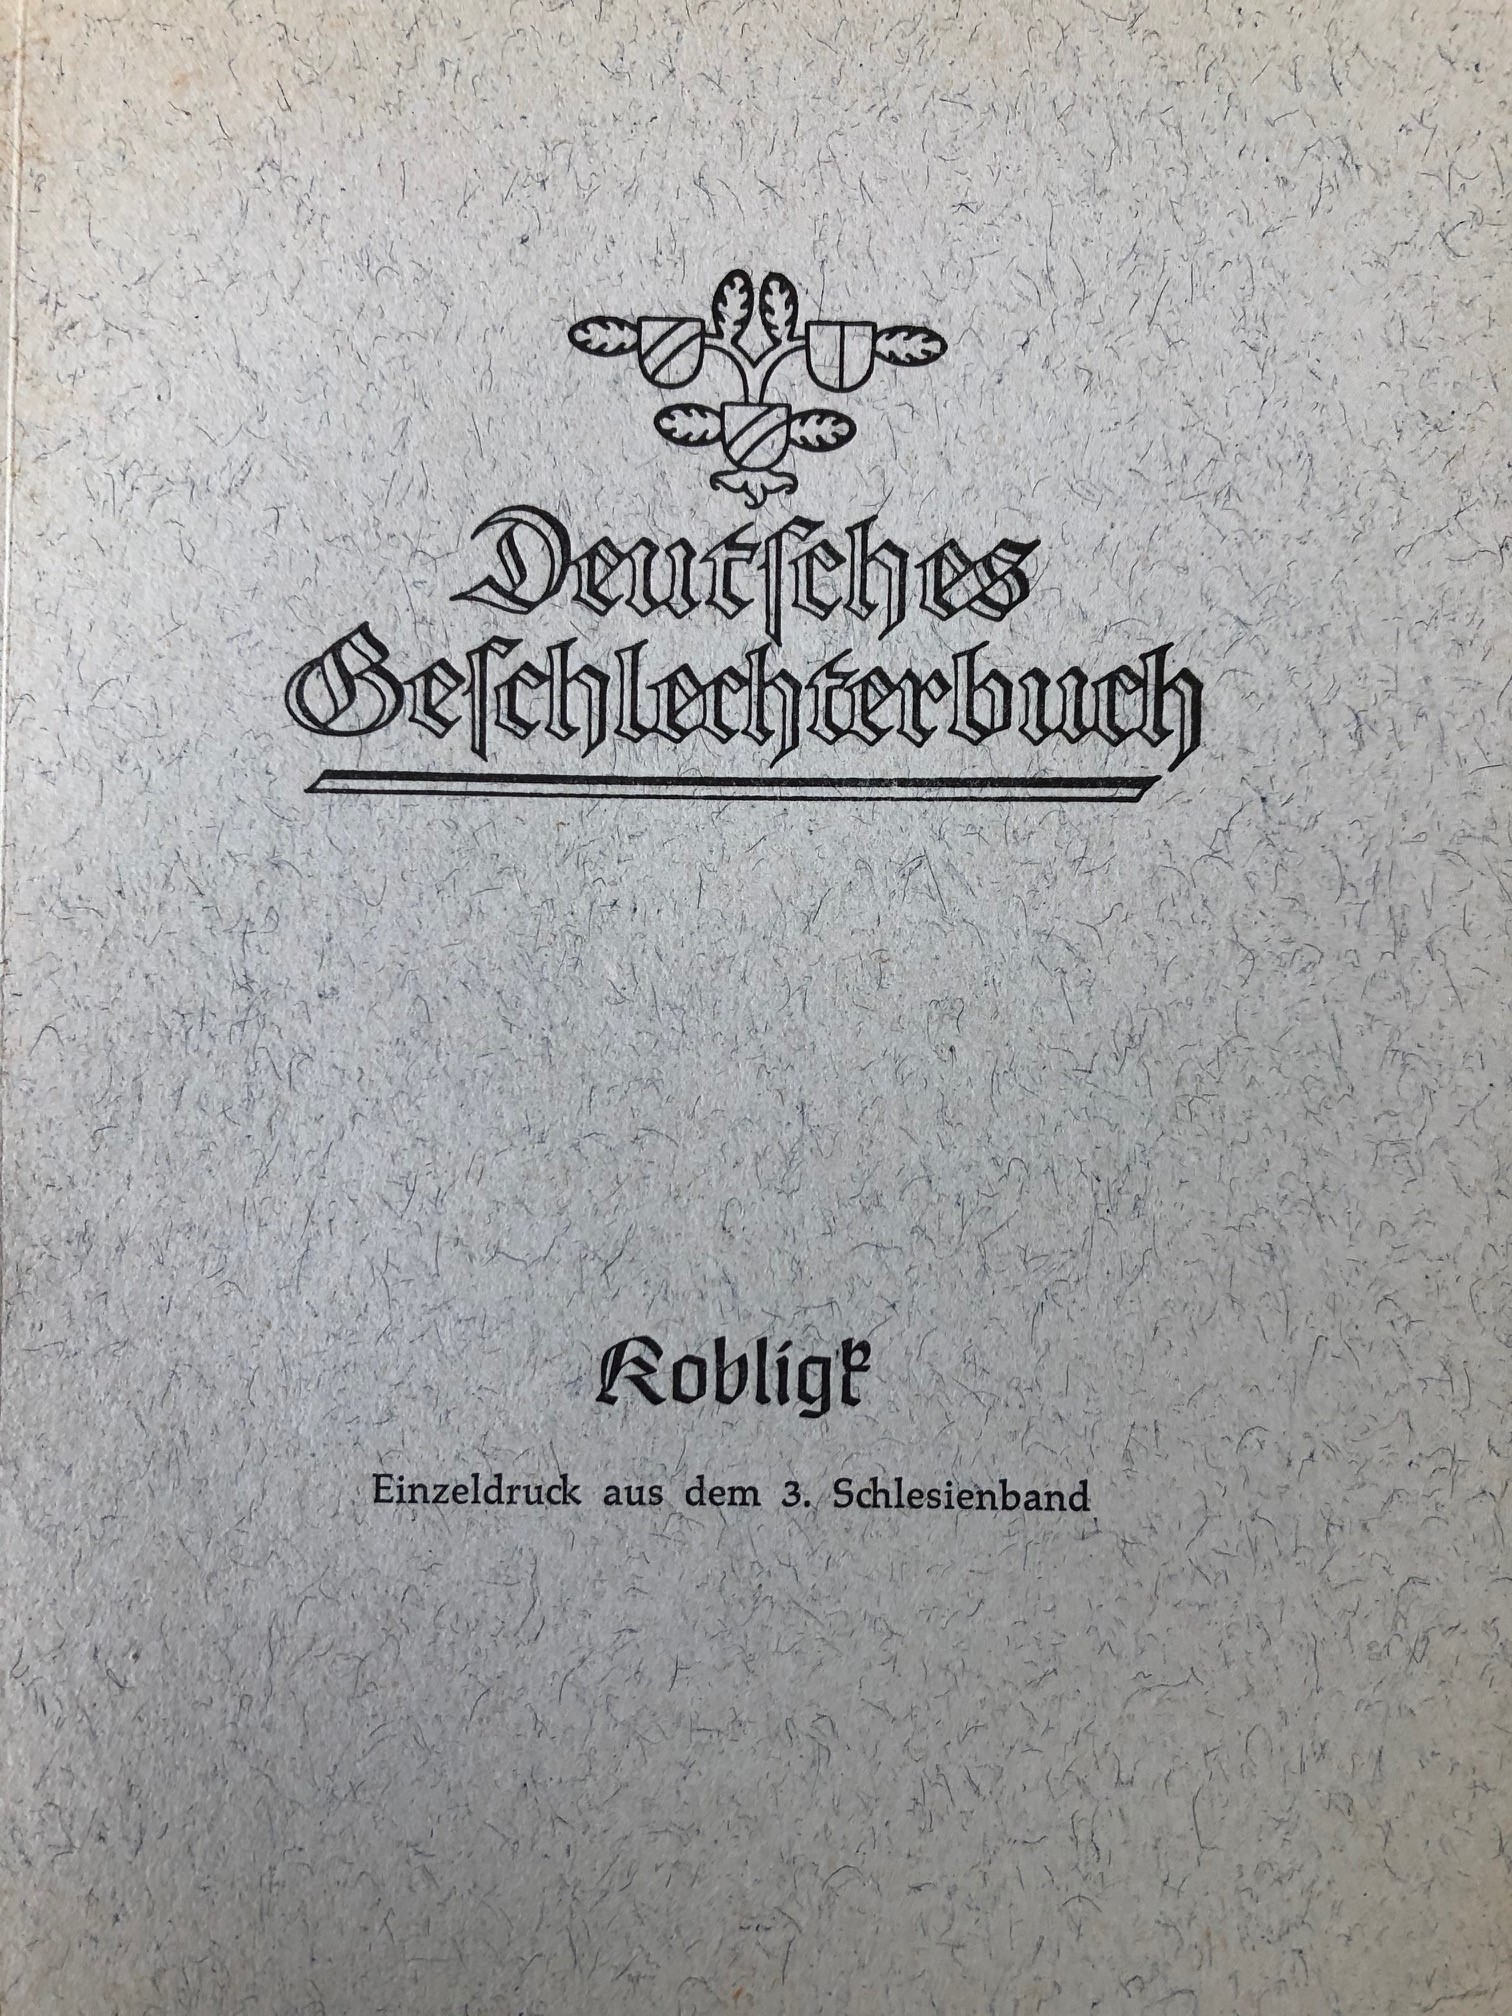 Deutſches
Geſchlechterbuch
Kobligk
Einzeldruck aus dem 3. Schlesienband